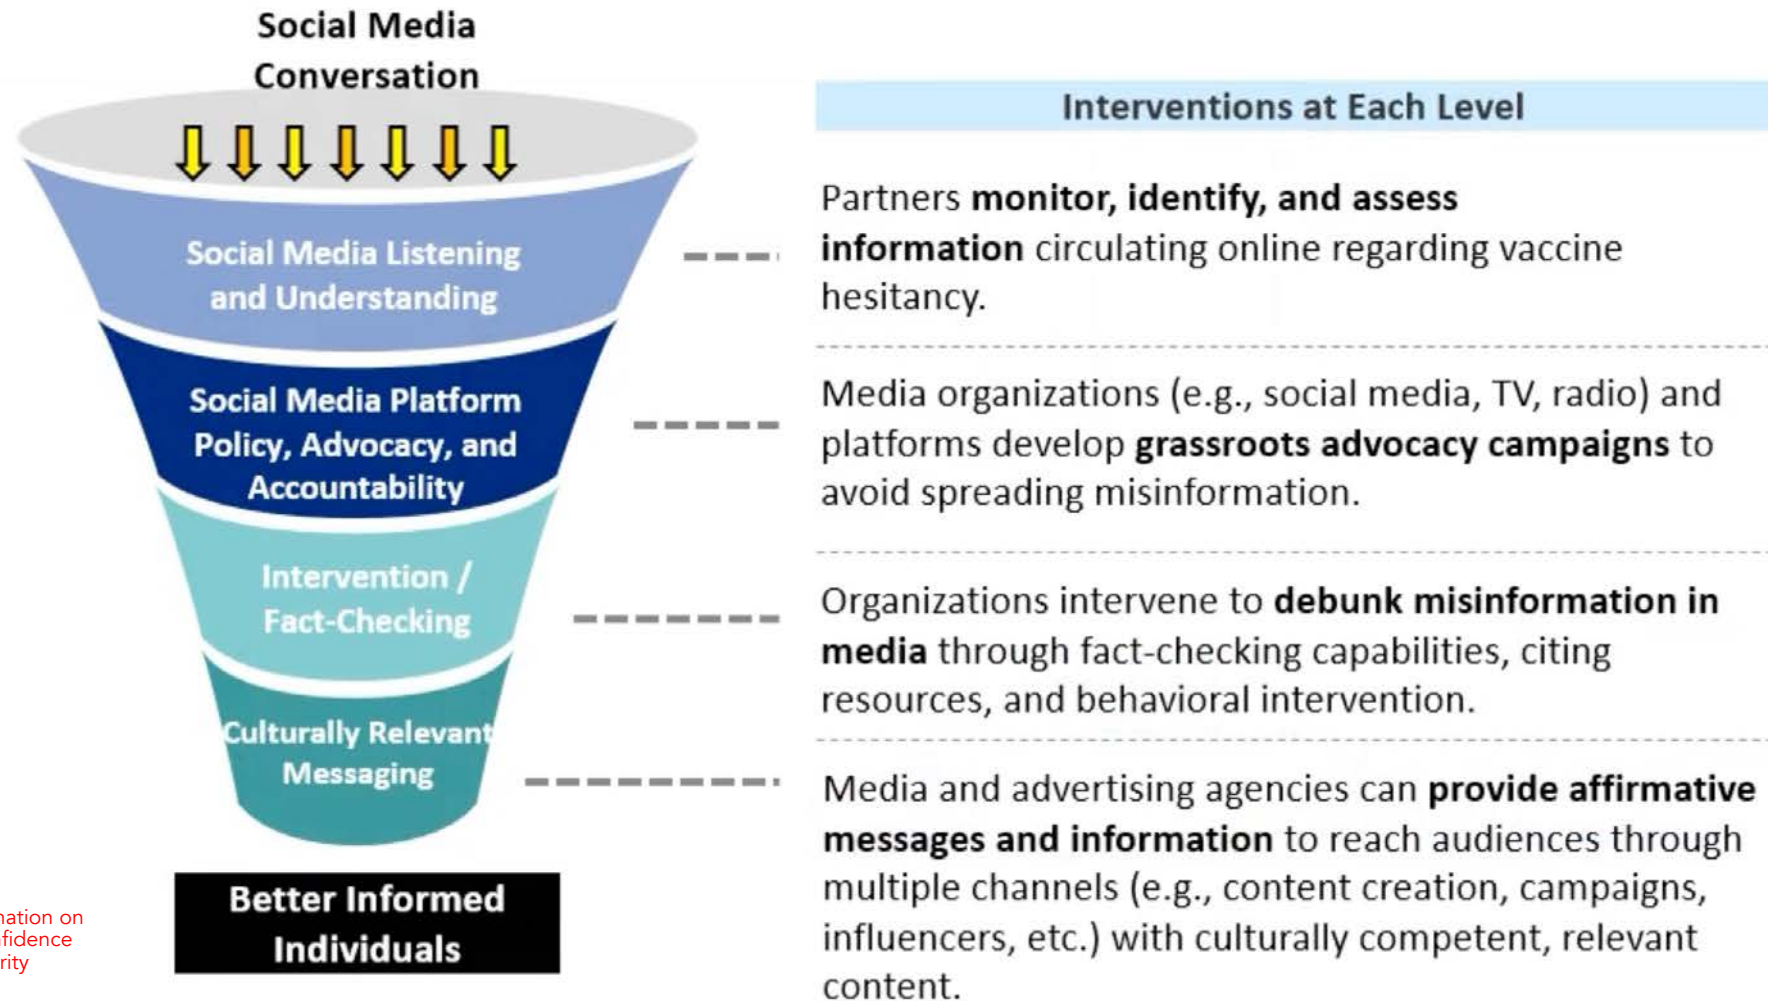 Social Media
Conversation
Social Media Listening
and Understanding
Social Media Platform
Policy, Advocacy, and
Accountability
Intervention /
Fact-Checking
Culturally Relevant
Messaging
Better Informed
Individuals
Interventions at Each Level
Partners monitor, identify, and assess
information circulating online regarding vaccine
hesitancy.
Media organizations (e.g., social media, TV, radio) and
platforms develop grassroots advocacy campaigns to
avoid spreading misinformation.
Organizations intervene to debunk misinformation in
media through fact-checking capabilities, citing
resources, and behavioral intervention.
Media and advertising agencies can provide affirmative
messages and information to reach audiences through
multiple channels (e.g., content creation, campaigns,
influencers, etc.) with culturally competent, relevant
content.
on